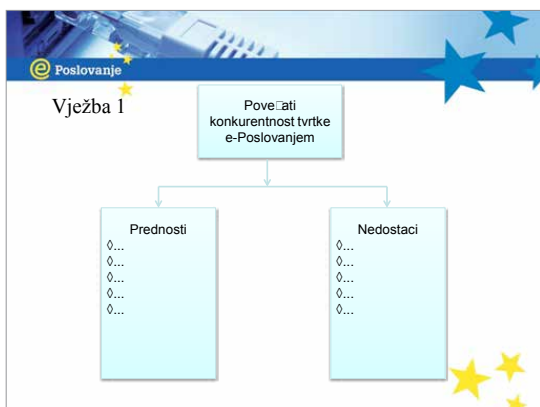 e Poslovanje
Vježba 1
Pove□ati
konkurentnost tvrtke
e-Poslovanjem
Prednosti
◊...
◊...
◊...
◊...
◊...
Nedostaci
◊...
◊...
◊...
◊...
◊...